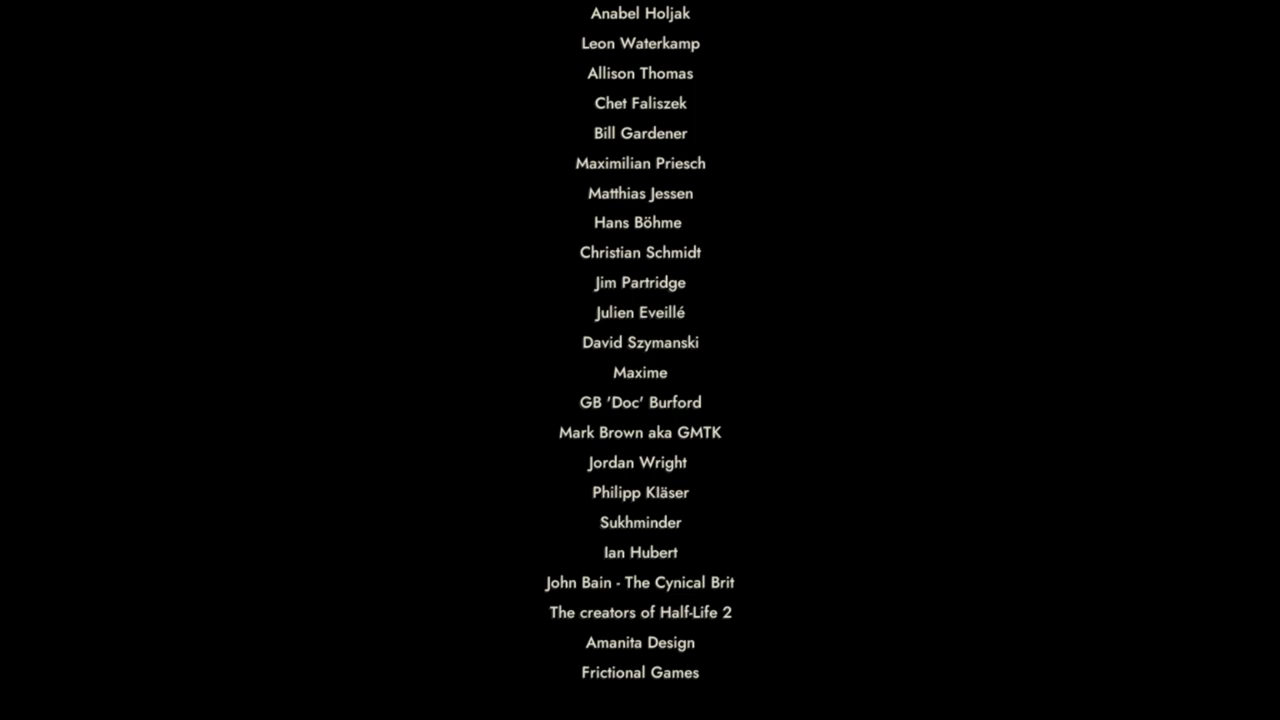 Anabel Holjak
Leon Waterkamp
Allison Thomas
Chet Faliszek
Bill Gardener
Maximilian Priesch
Matthias Jessen
Hans Böhme
Christian Schmidt
Jim Partridge
Julien Eveillé
David Szymanski
Maxime
GB 'Doc' Burford
Mark Brown aka GMTK
Jordan Wright
Philipp Kläser
Sukhminder
Ian Hubert
John Bain - The Cynical Brit
The creators of Half-Life 2
Amanita Design
Frictional Games